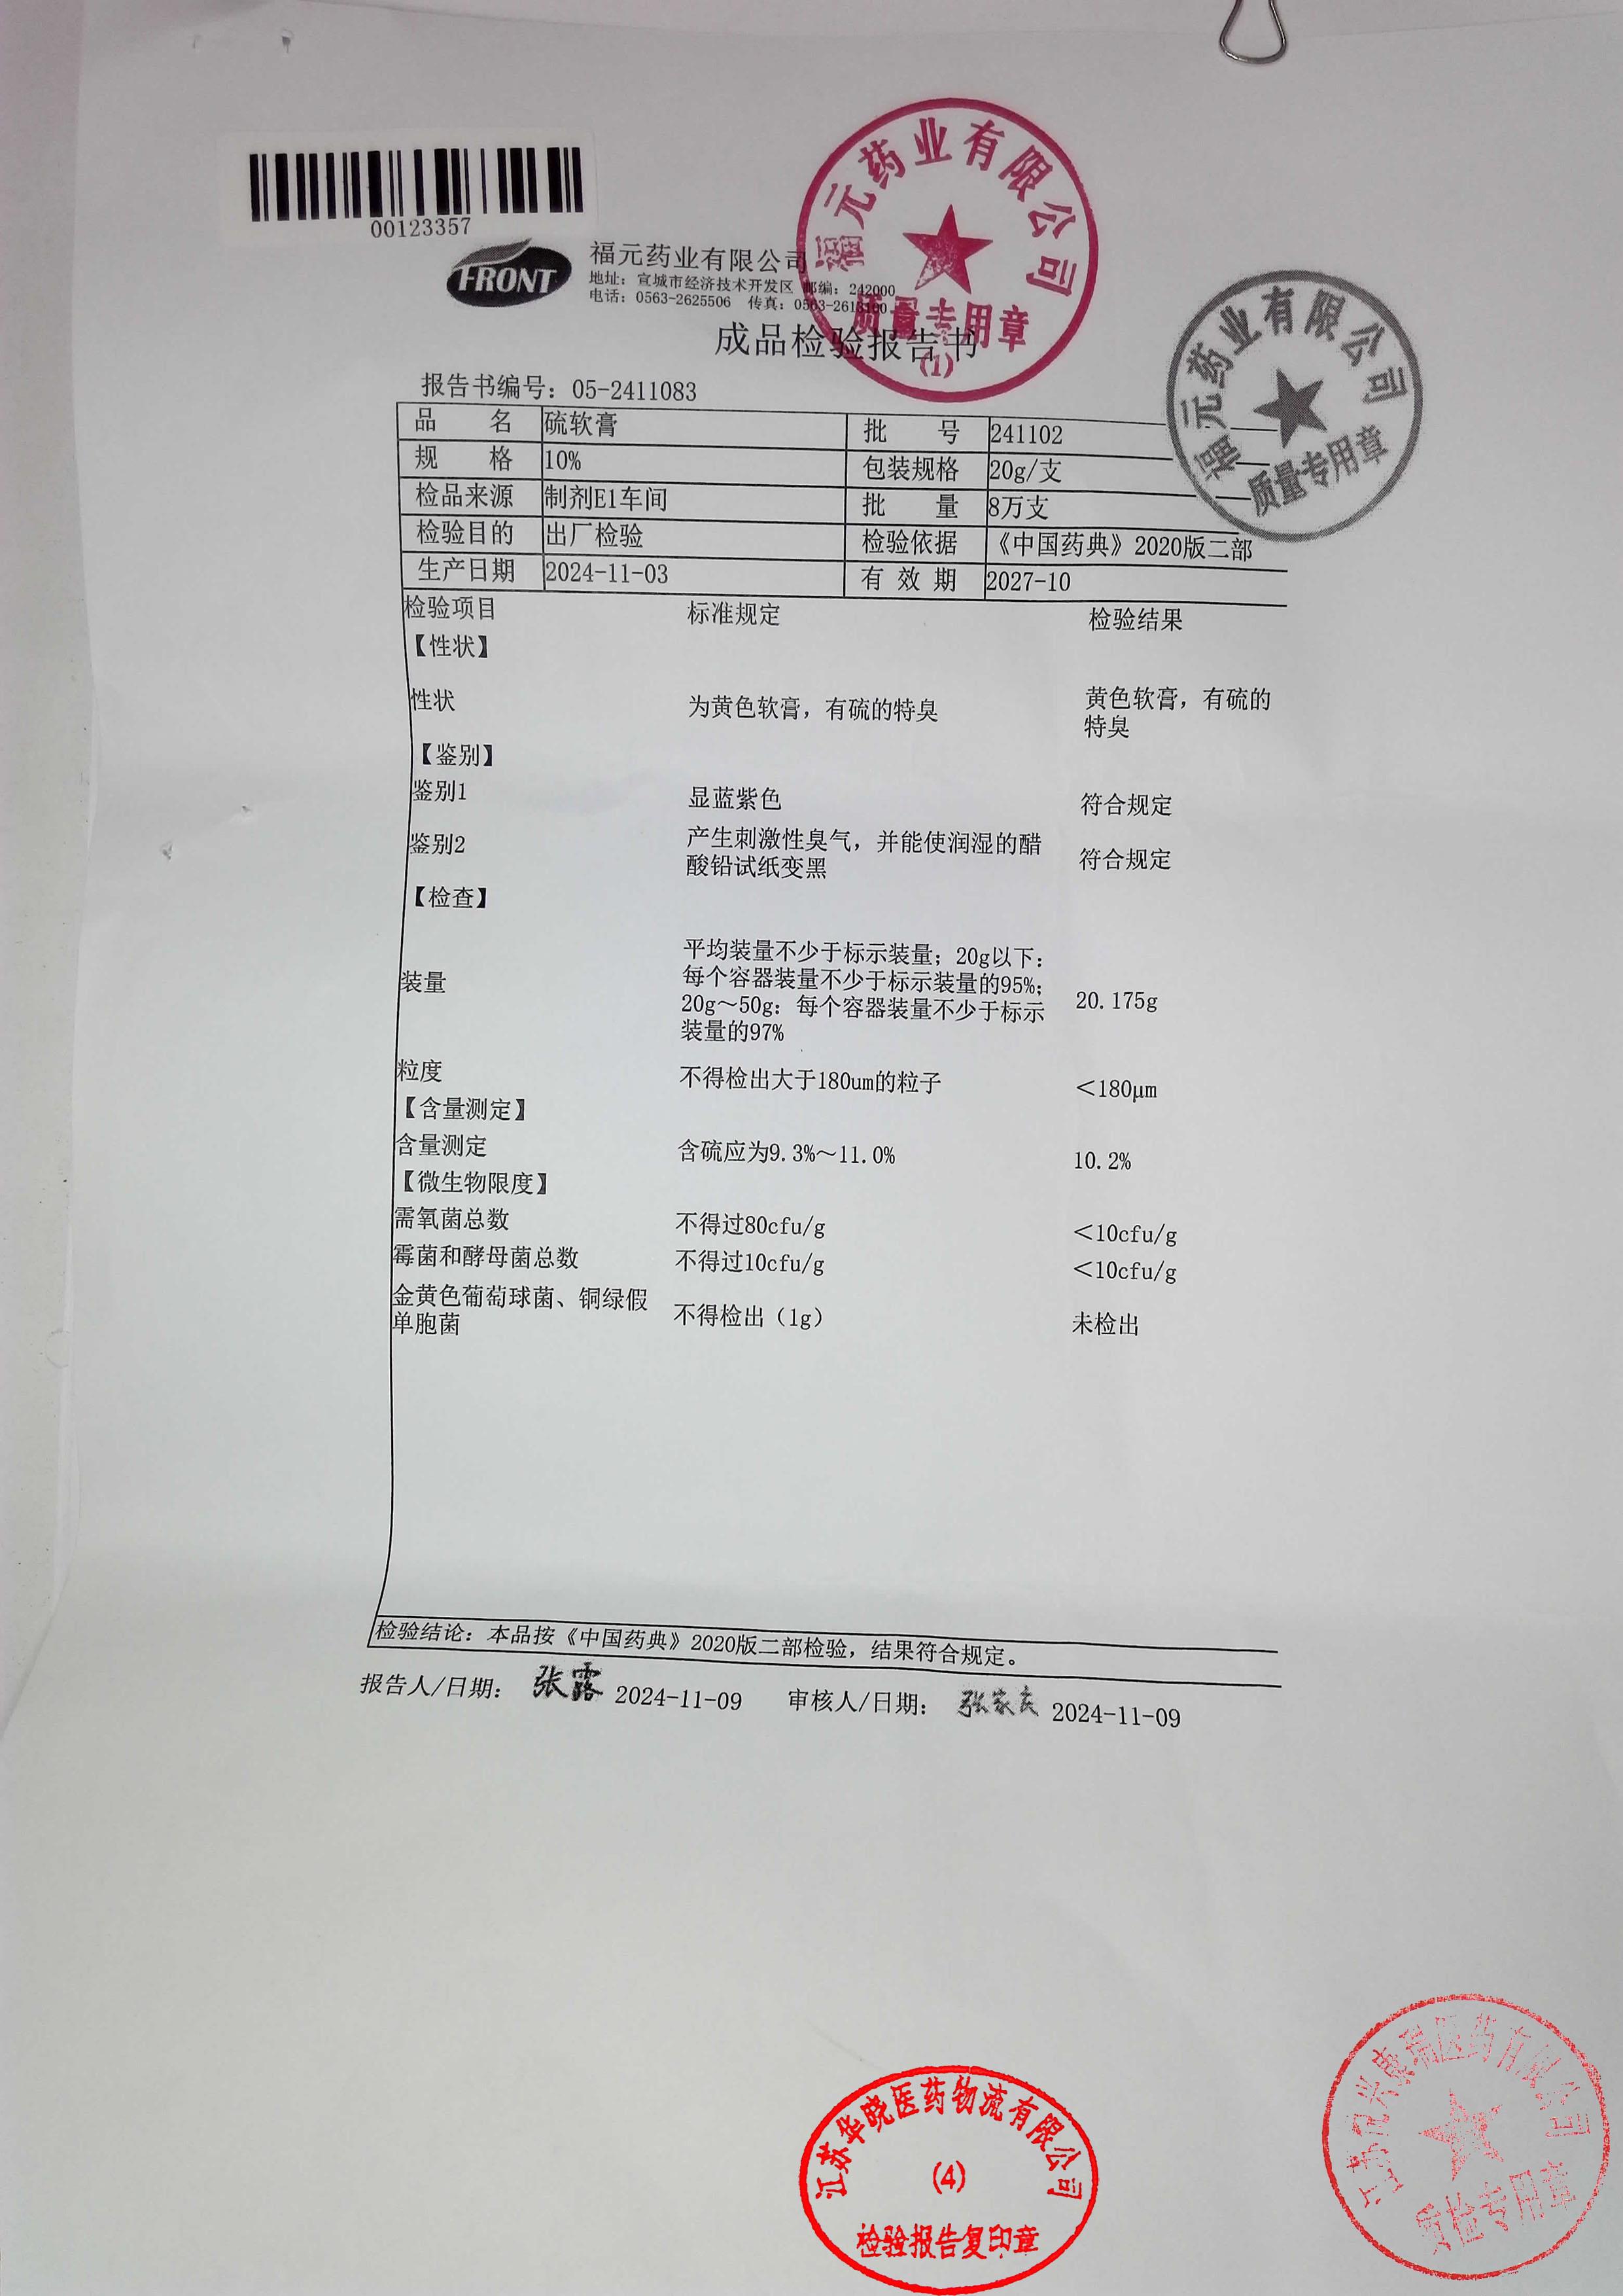 00123357
FRONT
福元药业有限公司
地址：宣城市经济技术开发区 邮编：242000
电话：0563-2625506 传真：
福元药业有限公司
质量专用章
(1)
福元药业有限公司
质量专用章
成品检验报告书
报告书编号：05-2411083
品 名 硫软膏 批 号 241102
规 格 10% 包装规格 20g/支
检品来源 制剂E1车间 批 量 8万支
检验目的 出厂检验 检验依据 《中国药典》2020版二部
生产日期 2024-11-03 有 效 期 2027-10
检验项目 标准规定 检验结果
【性状】
性状 为黄色软膏，有硫的特臭 黄色软膏，有硫的
特臭
【鉴别】
鉴别1 显蓝紫色 符合规定
鉴别2 产生刺激性臭气，并能使润湿的醋
酸铅试纸变黑 符合规定
【检查】
平均装量不少于标示装量；20g以下：
每个容器装量不少于标示装量的95%；
装量 20g～50g：每个容器装量不少于标示 20.175g
装量的97%
粒度 不得检出大于180um的粒子 ＜180μm
【含量测定】
含量测定 含硫应为9.3%～11.0% 10.2%
【微生物限度】
需氧菌总数 不得过80cfu/g ＜10cfu/g
霉菌和酵母菌总数 不得过10cfu/g ＜10cfu/g
金黄色葡萄球菌、铜绿假
单胞菌 不得检出（1g） 未检出
检验结论：本品按《中国药典》2020版二部检验，结果符合规定。
报告人/日期： 张露 2024-11-09 审核人/日期： 张家 2024-11-09
江苏华晓医药物流有限公司
(4)
检验报告复印章
江苏 兴康瑞医药有限公司
质检专用章